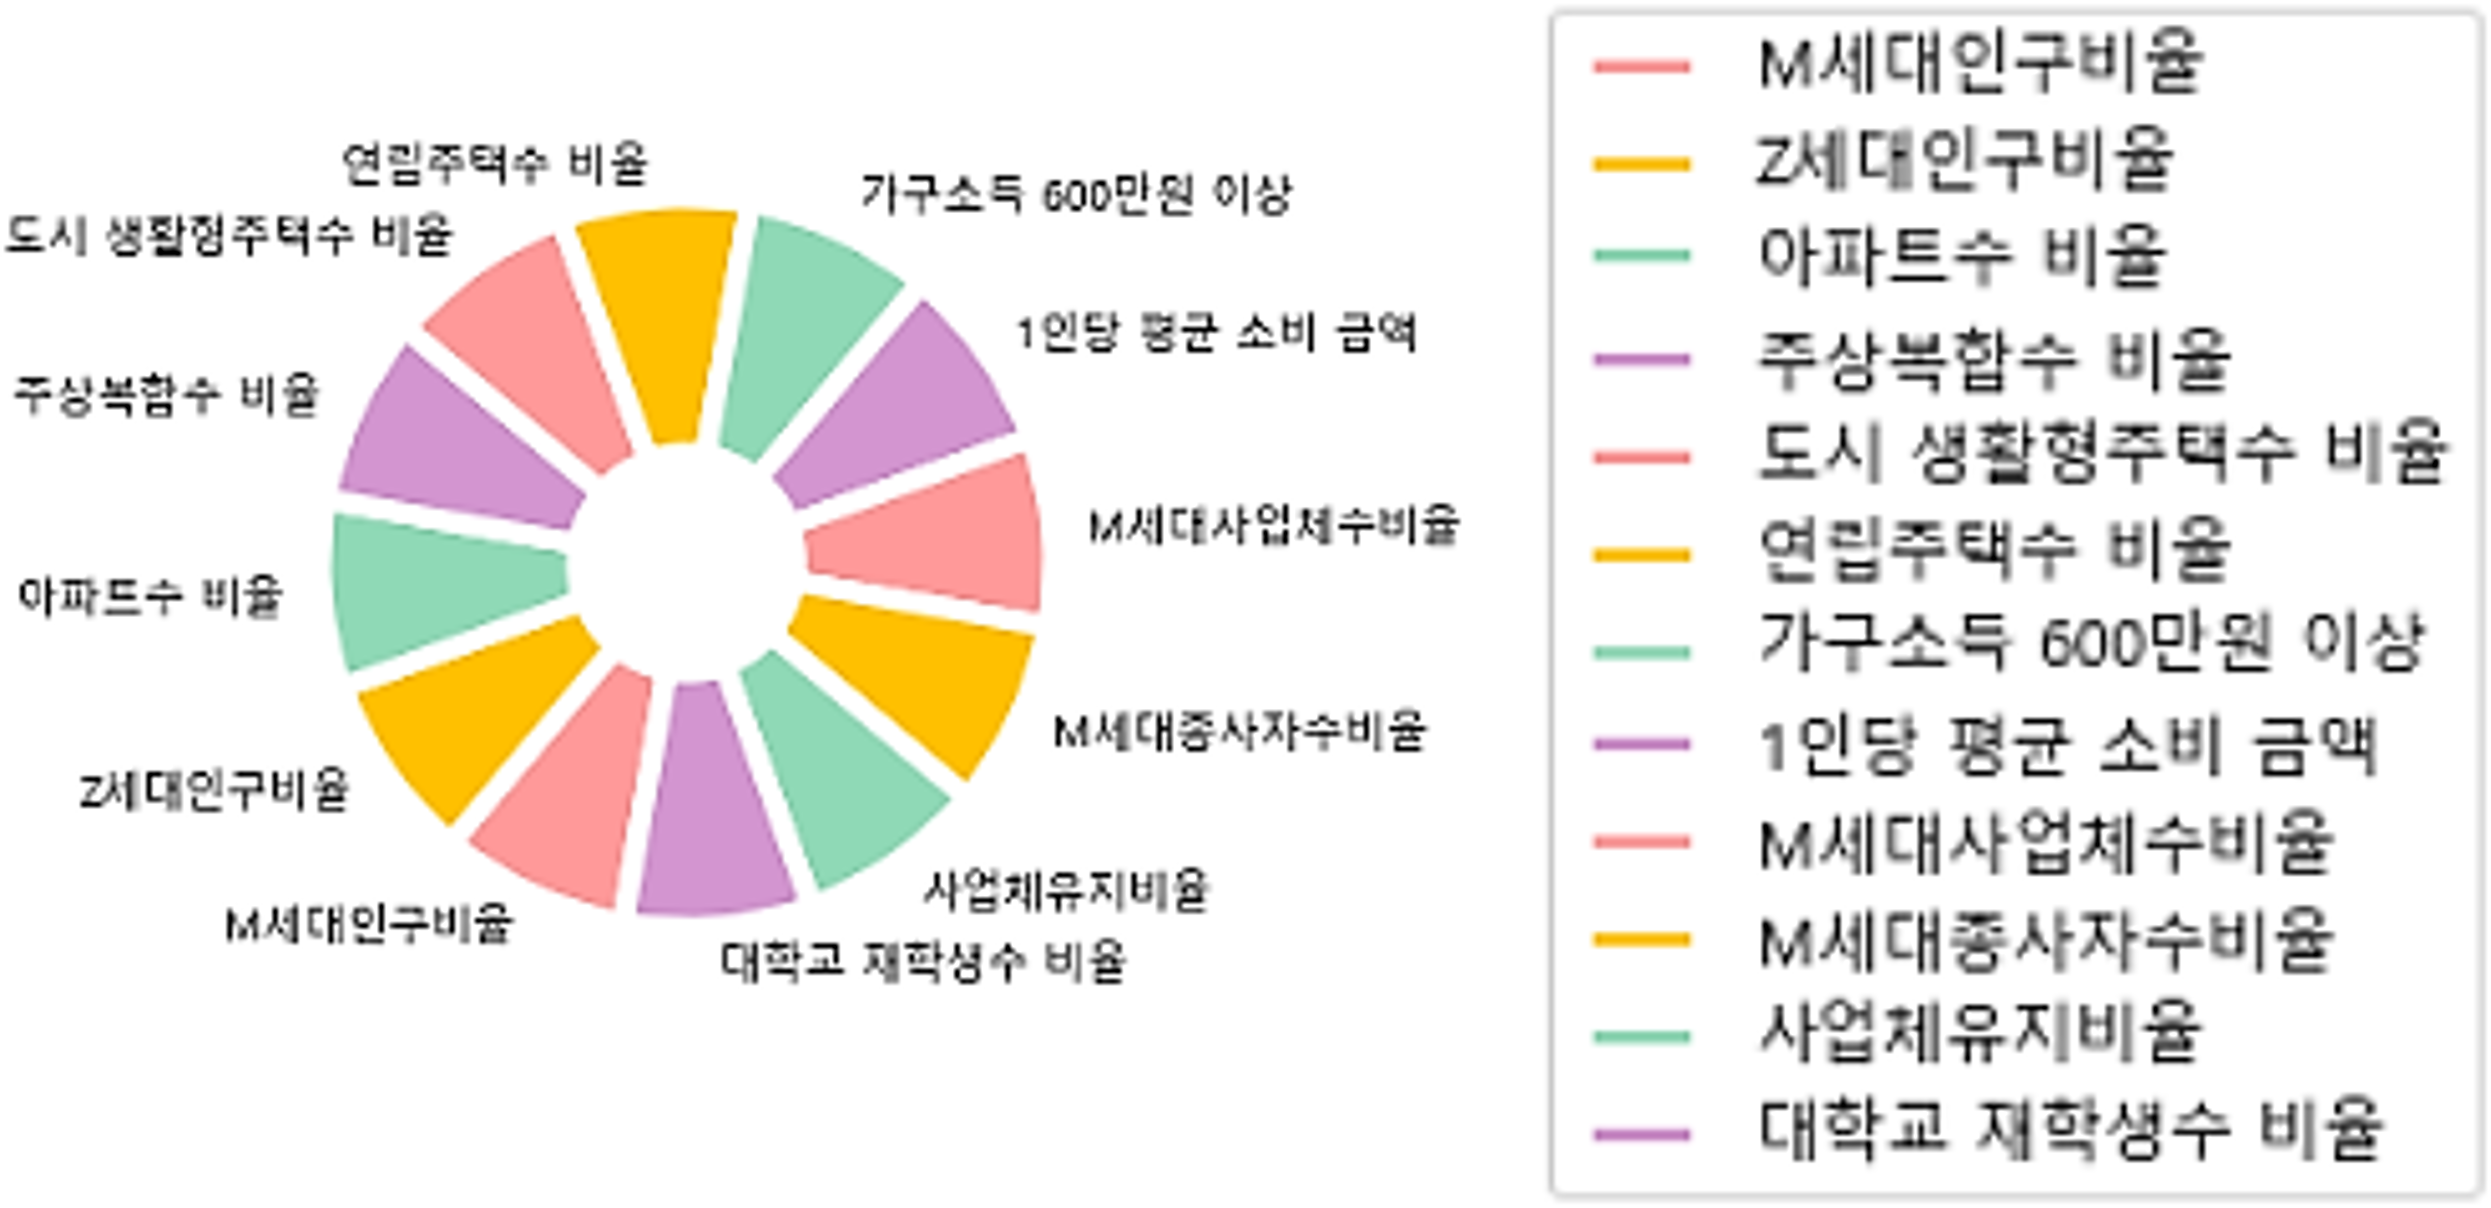 연립주택수 비율
가구소득 600만원 이상
도시 생활형주택수 비율
1인당 평균 소비 금액
주상복합수 비율
M세대사업체수비율
아파트수 비율
M세대종사자수비율
Z세대인구비율
사업체유지비율
M세대인구비율
대학교 재학생수 비율
M세대인구비율
Z세대인구비율
아파트수 비율
주상복합수 비율
도시 생활형주택수 비율
연립주택수 비율
가구소득 600만원 이상
1인당 평균 소비 금액
M세대사업체수비율
M세대종사자수비율
사업체유지비율
대학교 재학생수 비율